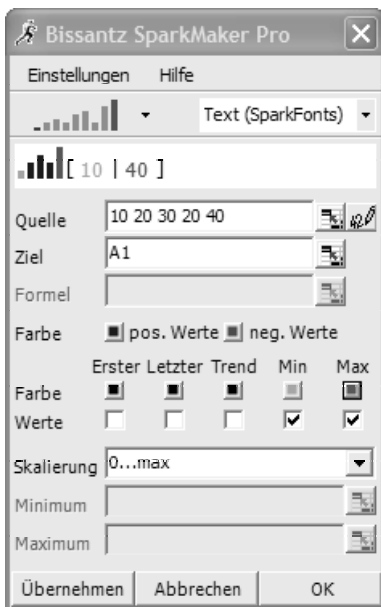 Bissantz SparkMaker Pro
Einstellungen Hilfe
Text (SparkFonts)
[ 10 | 40 ]
Quelle 10 20 30 20 40
Ziel A1
Formel
Farbe pos. Werte neg. Werte
Erster Letzter Trend Min Max
Farbe
Werte
Skalierung 0...max
Minimum
Maximum
Übernehmen Abbrechen OK